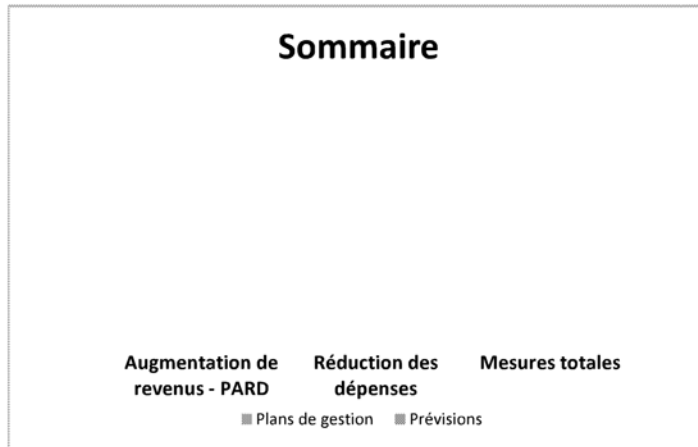 Sommaire
Augmentation de revenus - PARD
Réduction des dépenses
Mesures totales
Plans de gestion
Prévisions